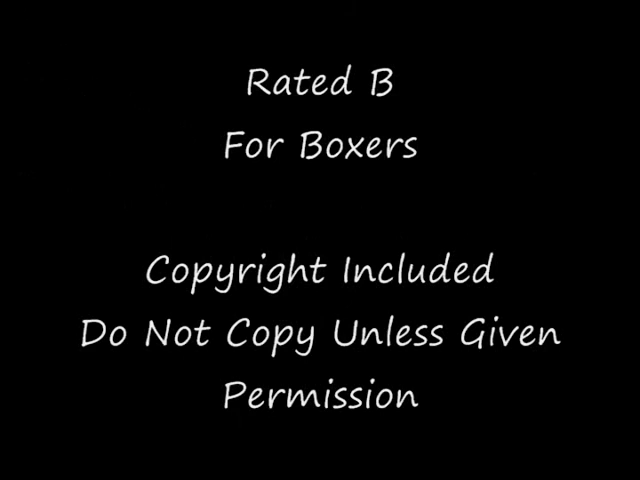 Rated B
For Boxers
Copyright Included
Do Not Copy Unless Given
Permission